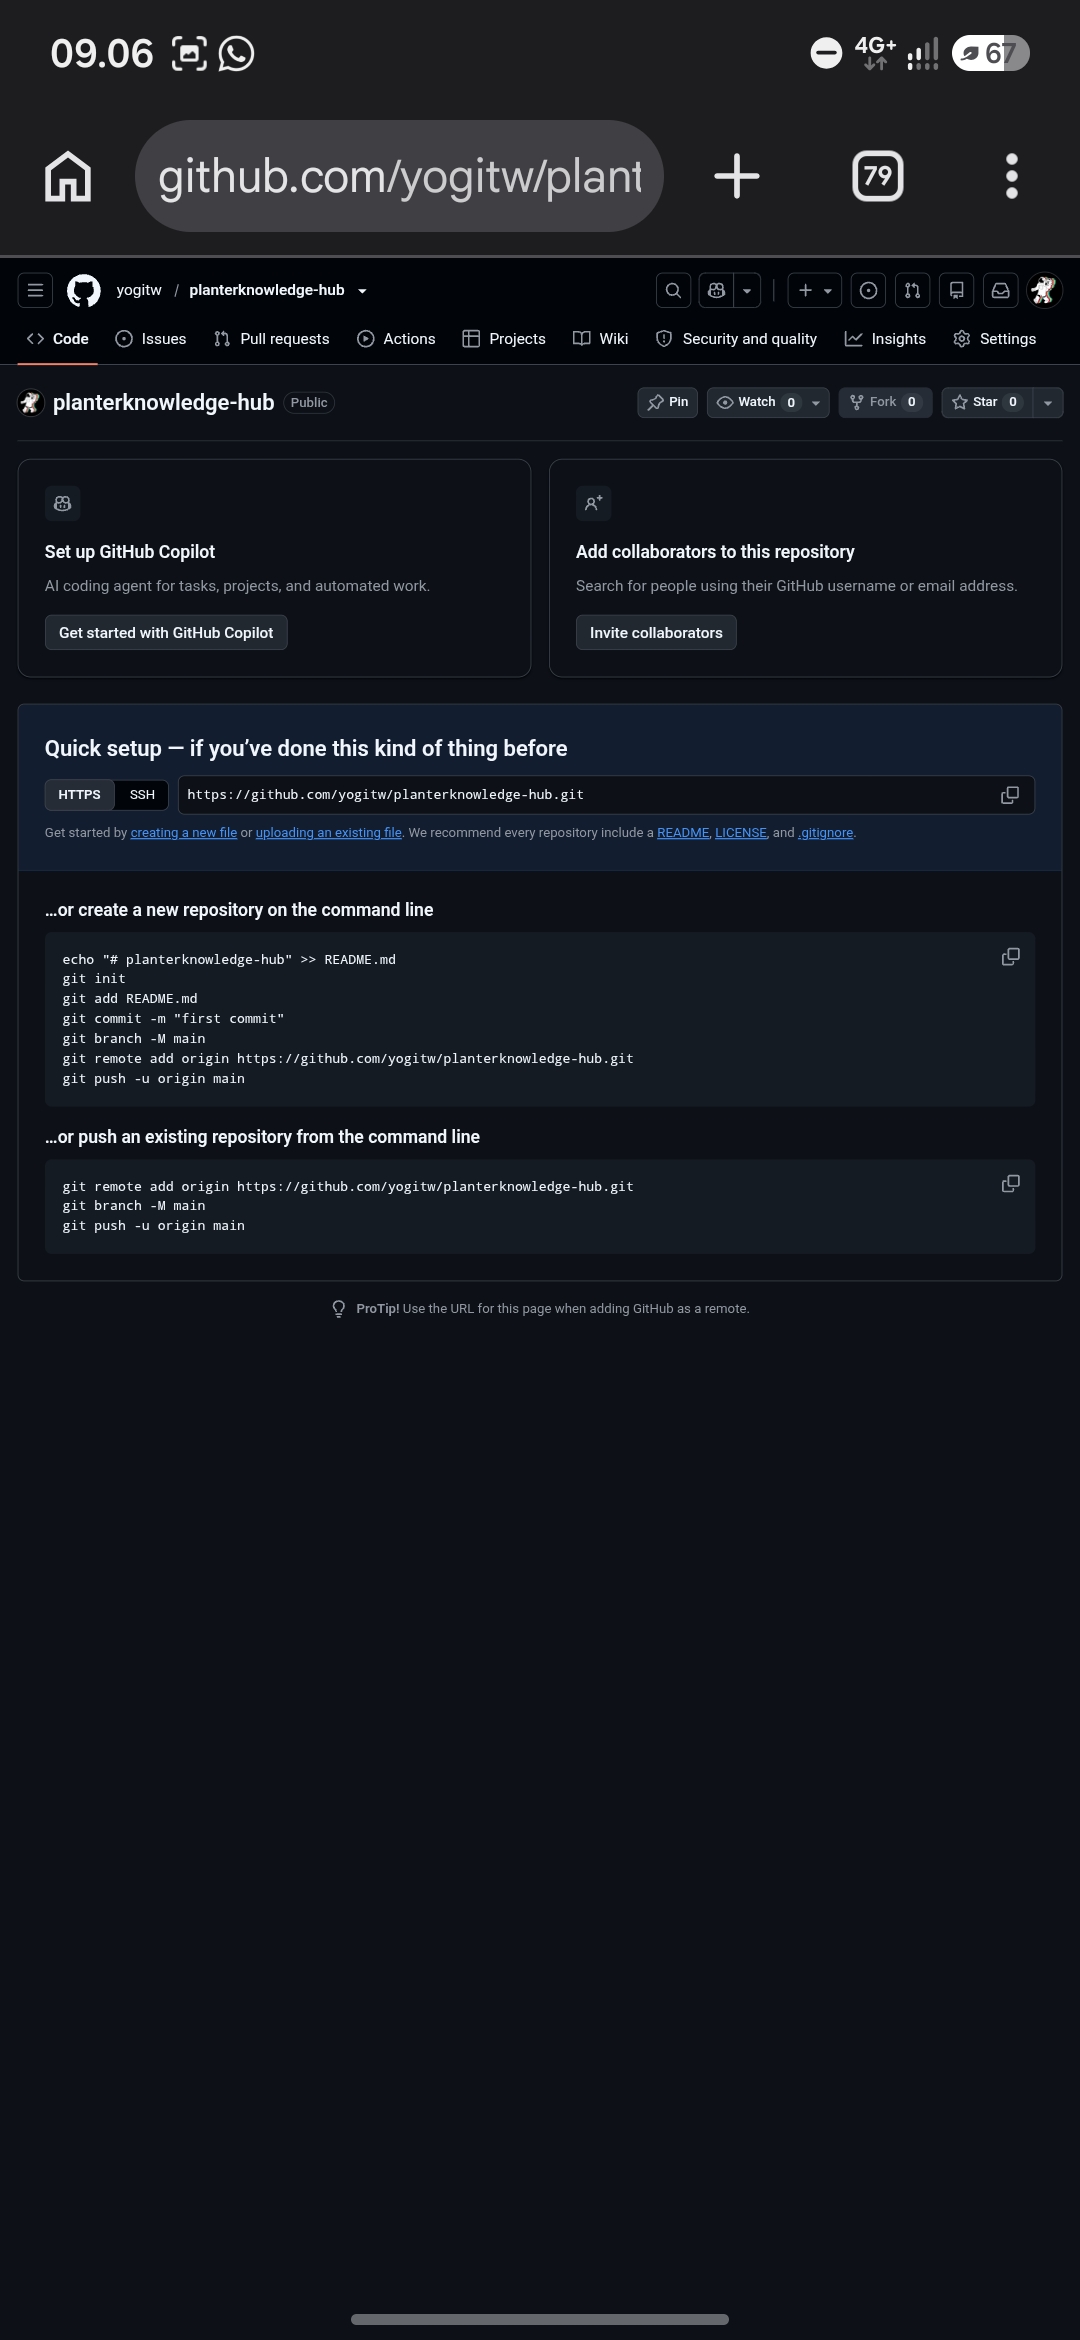 09.06
4G+
67
github.com/yogitw/plant
79
yogitw / planterknowledge-hub
Code Issues Pull requests Actions Projects Wiki Security and quality Insights Settings
planterknowledge-hub Public Pin Watch 0 Fork 0 Star 0
Set up GitHub Copilot
AI coding agent for tasks, projects, and automated work.
Get started with GitHub Copilot
Add collaborators to this repository
Search for people using their GitHub username or email address.
Invite collaborators
Quick setup — if you’ve done this kind of thing before
HTTPS SSH https://github.com/yogitw/planterknowledge-hub.git
Get started by creating a new file or uploading an existing file. We recommend every repository include a README, LICENSE, and .gitignore.
…or create a new repository on the command line
echo "# planterknowledge-hub" >> README.md
git init
git add README.md
git commit -m "first commit"
git branch -M main
git remote add origin https://github.com/yogitw/planterknowledge-hub.git
git push -u origin main
…or push an existing repository from the command line
git remote add origin https://github.com/yogitw/planterknowledge-hub.git
git branch -M main
git push -u origin main
ProTip! Use the URL for this page when adding GitHub as a remote.